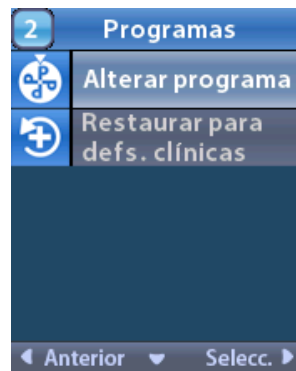 2 Programas
Alterar programa
Restaurar para
defs. clínicas
Anterior Selecc.